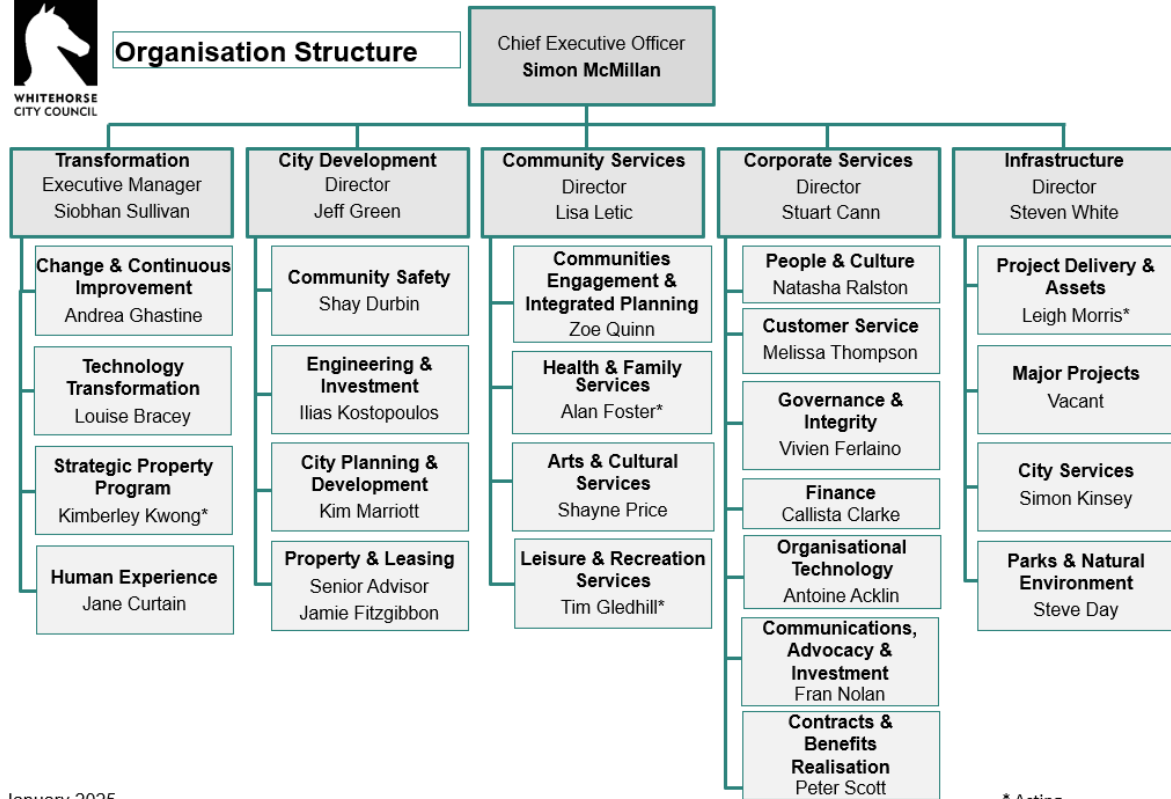 WHITEHORSE
CITY COUNCIL
Organisation Structure
Chief Executive Officer
Simon McMillan
Transformation
Executive Manager
Siobhan Sullivan
Change & Continuous
Improvement
Andrea Ghastine
Technology
Transformation
Louise Bracey
Strategic Property
Program
Kimberley Kwong*
Human Experience
Jane Curtain
City Development
Director
Jeff Green
Community Safety
Shay Durbin
Engineering &
Investment
Ilias Kostopoulos
City Planning &
Development
Kim Marriott
Property & Leasing
Senior Advisor
Jamie Fitzgibbon
Community Services
Director
Lisa Letic
Communities
Engagement &
Integrated Planning
Zoe Quinn
Health & Family
Services
Alan Foster*
Arts & Cultural
Services
Shayne Price
Leisure & Recreation
Services
Tim Gledhill*
Corporate Services
Director
Stuart Cann
People & Culture
Natasha Ralston
Customer Service
Melissa Thompson
Governance &
Integrity
Vivien Ferlaino
Finance
Callista Clarke
Organisational
Technology
Antoine Acklin
Communications,
Advocacy &
Investment
Fran Nolan
Contracts &
Benefits
Realisation
Peter Scott
Infrastructure
Director
Steven White
Project Delivery &
Assets
Leigh Morris*
Major Projects
Vacant
City Services
Simon Kinsey
Parks & Natural
Environment
Steve Day
January 2025
* Acting